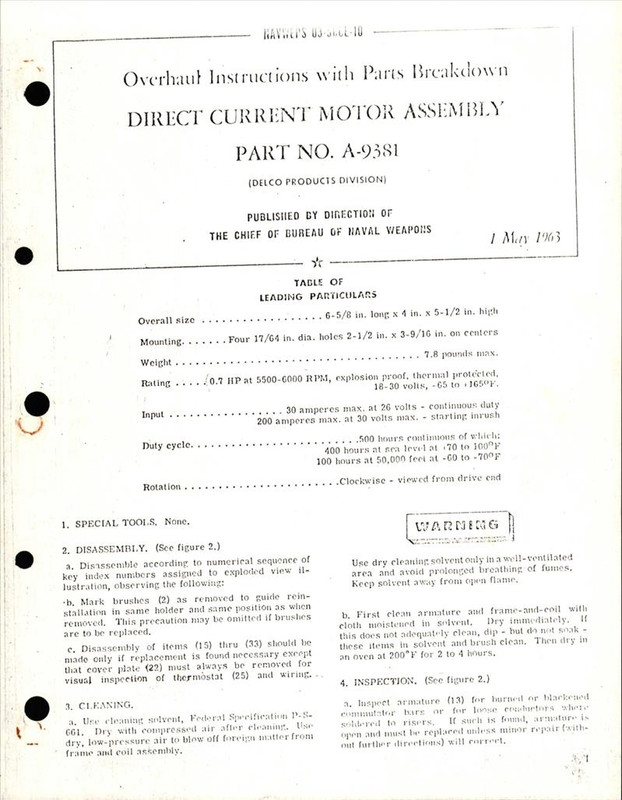 NAVWEPS 03-5CCE-10
Overhaul Instructions with Parts Breakdown
DIRECT CURRENT MOTOR ASSEMBLY
PART NO. A-9381
(DELCO PRODUCTS DIVISION)
PUBLISHED BY DIRECTION OF
THE CHIEF OF BUREAU OF NAVAL WEAPONS
1 May 1963
TABLE OF
LEADING PARTICULARS
Overall size . . . . . . . . . . . . . . . . . . 6-5/8 in. long x 4 in. x 5-1/2 in. high
Mounting. . . . . . . Four 17/64 in. dia. holes 2-1/2 in. x 3-9/16 in. on centers
Weight . . . . . . . . . . . . . . . . . . . . . . . . . . . . . . . . . . . 7.8 pounds max.
Rating . . . . . 0.7 HP at 5500-6000 RPM, explosion proof, thermal protected,
18-30 volts, -65 to +165°F.
Input . . . . . . . . . . . . . . . . 30 amperes max. at 26 volts - continuous duty
200 amperes max. at 30 volts max. - starting inrush
Duty cycle. . . . . . . . . . . . . . . . . . . . . . .500 hours continuous of which:
400 hours at sea level at +70 to 100°F
100 hours at 50,000 feet at -60 to -70°F
Rotation . . . . . . . . . . . . . . . . . . . . . .Clockwise - viewed from drive end
1. SPECIAL TOOLS. None.
2. DISASSEMBLY. (See figure 2.)
a. Disassemble according to numerical sequence of
key index numbers assigned to exploded view il-
lustration, observing the following:
b. Mark brushes (2) as removed to guide rein-
stallation in same holder and same position as when
removed. This precaution may be omitted if brushes
are to be replaced.
c. Disassembly of items (15) thru (33) should be
made only if replacement is found necessary except
that cover plate (22) must always be removed for
visual inspection of thermostat (25) and wiring.
3. CLEANING.
a. Use cleaning solvent, Federal Specification P-S-
661. Dry with compressed air after cleaning. Use
dry, low-pressure air to blow off foreign matter from
frame and coil assembly.
WARNING
Use dry cleaning solvent only in a well-ventilated
area and avoid prolonged breathing of fumes.
Keep solvent away from open flame.
b. First clean armature and frame-and-coil with
cloth moistened in solvent. Dry immediately. If
this does not adequately clean, dip - but do not soak -
these items in solvent and brush clean. Then dry in
an oven at 200°F for 2 to 4 hours.
4. INSPECTION. (See figure 2.)
a. Inspect armature (13) for burned or blackened
commutator bars or for loose conductors where
soldered to risers. If such is found, armature is
open and must be replaced unless minor repair (with-
out further directions) will correct.